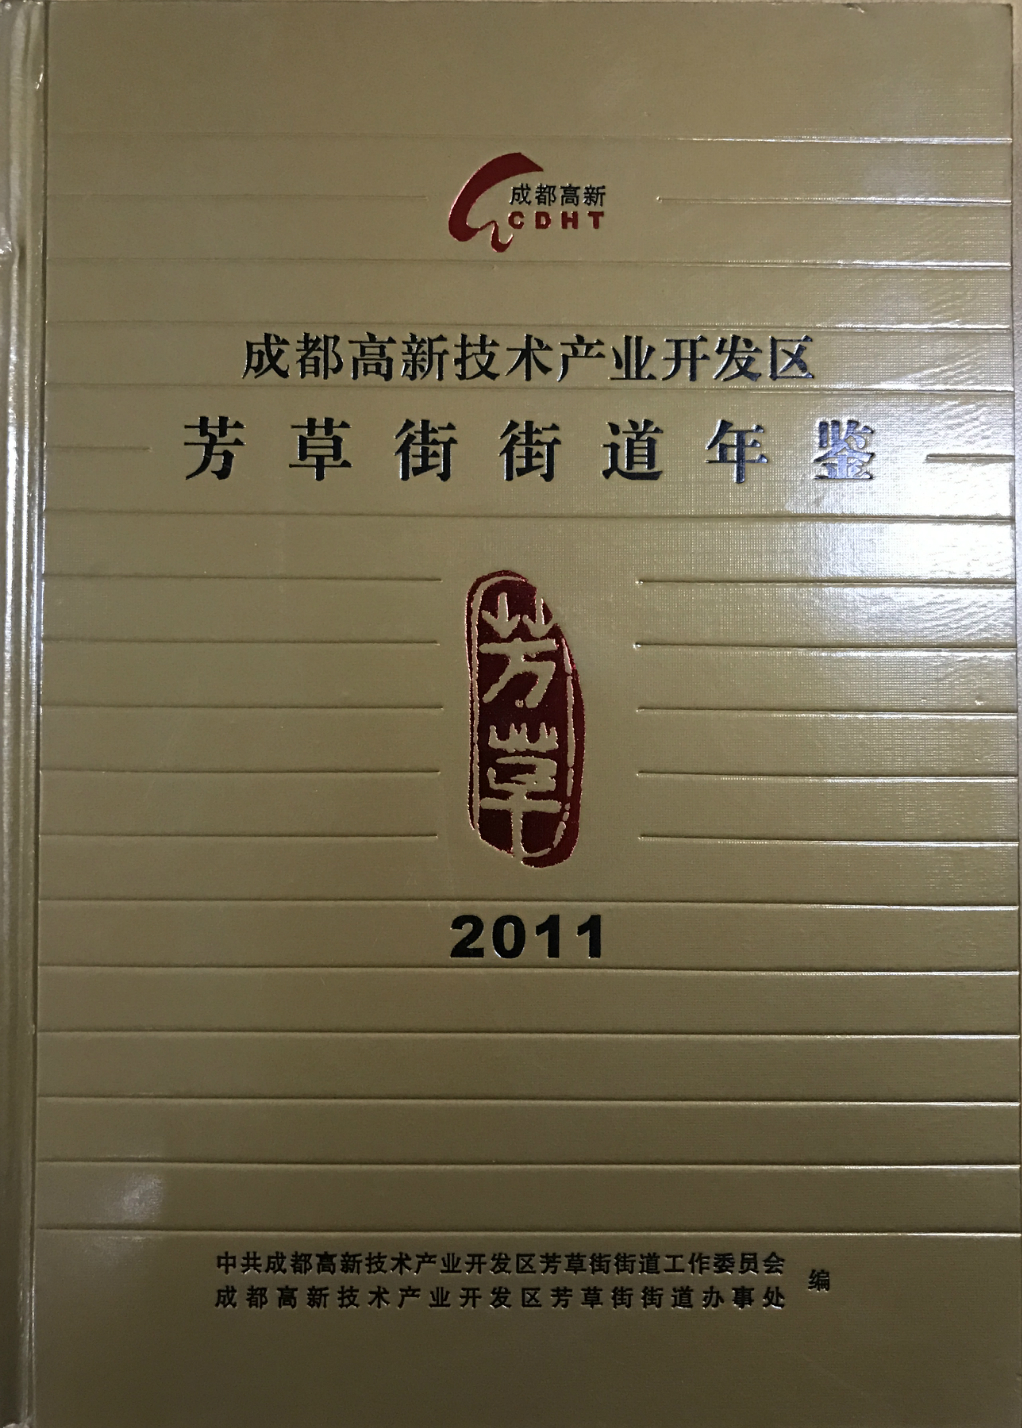 成都高新
CDHT
成都高新技术产业开发区
芳草街街道年鉴
芳草
2011
中共成都高新技术产业开发区芳草街街道工作委员会
成都高新技术产业开发区芳草街街道办事处
编